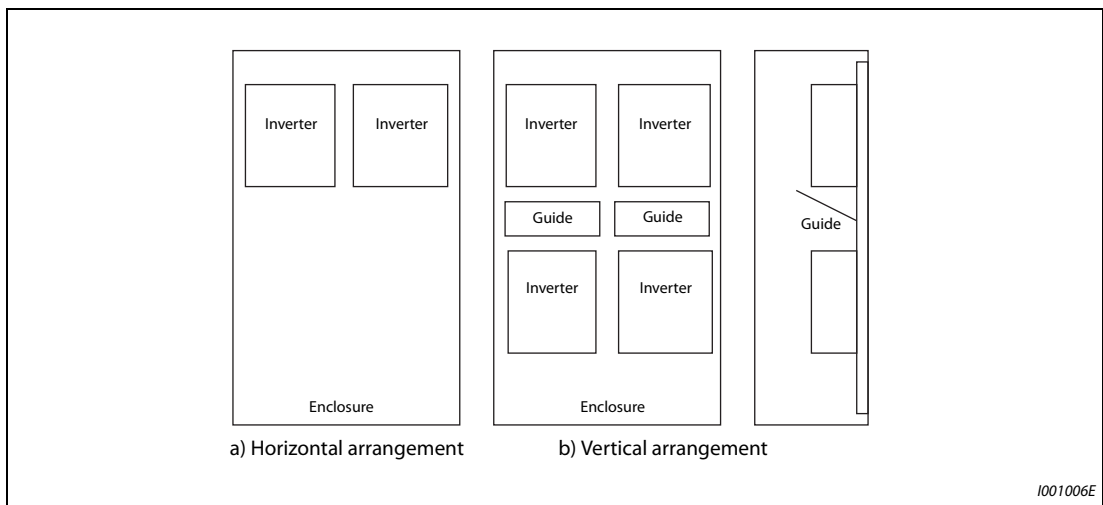 Inverter Inverter
Enclosure
a) Horizontal arrangement
Inverter Inverter
Guide Guide
Inverter Inverter
Enclosure
b) Vertical arrangement
Guide
I001006E